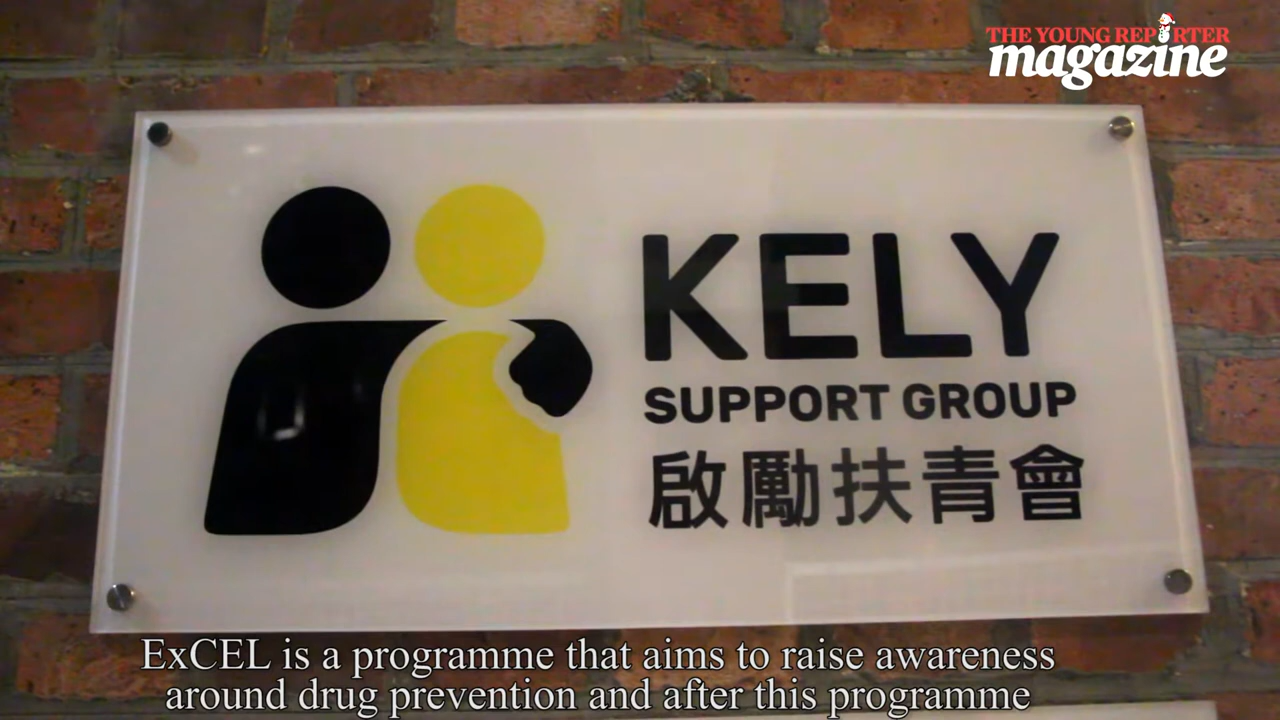 THE YOUNG REPORTER
magazine
KELY
SUPPORT GROUP
啟勵扶青會
ExCEL is a programme that aims to raise awareness
around drug prevention and after this programme